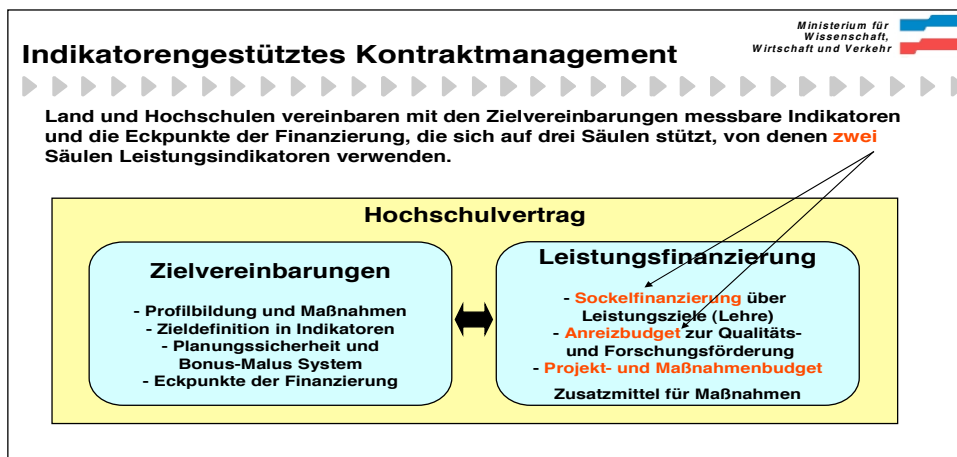 Ministerium für
Wissenschaft,
Wirtschaft und Verkehr
Indikatorengestütztes Kontraktmanagement
Land und Hochschulen vereinbaren mit den Zielvereinbarungen messbare Indikatoren
und die Eckpunkte der Finanzierung, die sich auf drei Säulen stützt, von denen zwei
Säulen Leistungsindikatoren verwenden.
Hochschulvertrag
Zielvereinbarungen
- Profilbildung und Maßnahmen
- Zieldefinition in Indikatoren
- Planungssicherheit und
Bonus-Malus System
- Eckpunkte der Finanzierung
Leistungsfinanzierung
- Sockelfinanzierung über
Leistungsziele (Lehre)
- Anreizbudget zur Qualitäts-
und Forschungsförderung
- Projekt- und Maßnahmenbudget
Zusatzmittel für Maßnahmen